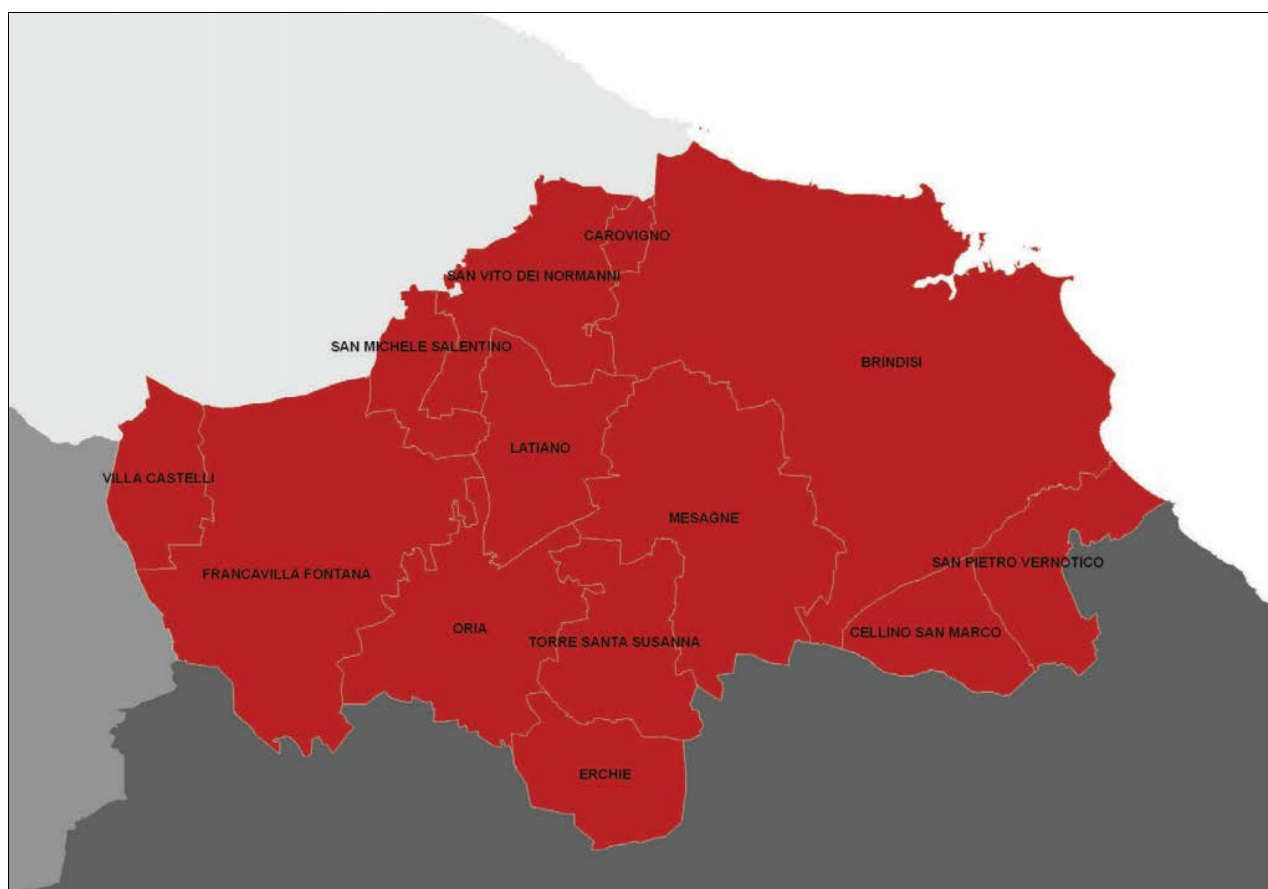 CAROVIGNO
SAN VITO DEI NORMANNI
SAN MICHELE SALENTINO
BRINDISI
LATIANO
VILLA CASTELLI
MESAGNE
SAN PIETRO VERNOTICO
FRANCAVILLA FONTANA
ORIA
CELLINO SAN MARCO
TORRE SANTA SUSANNA
ERCHIE